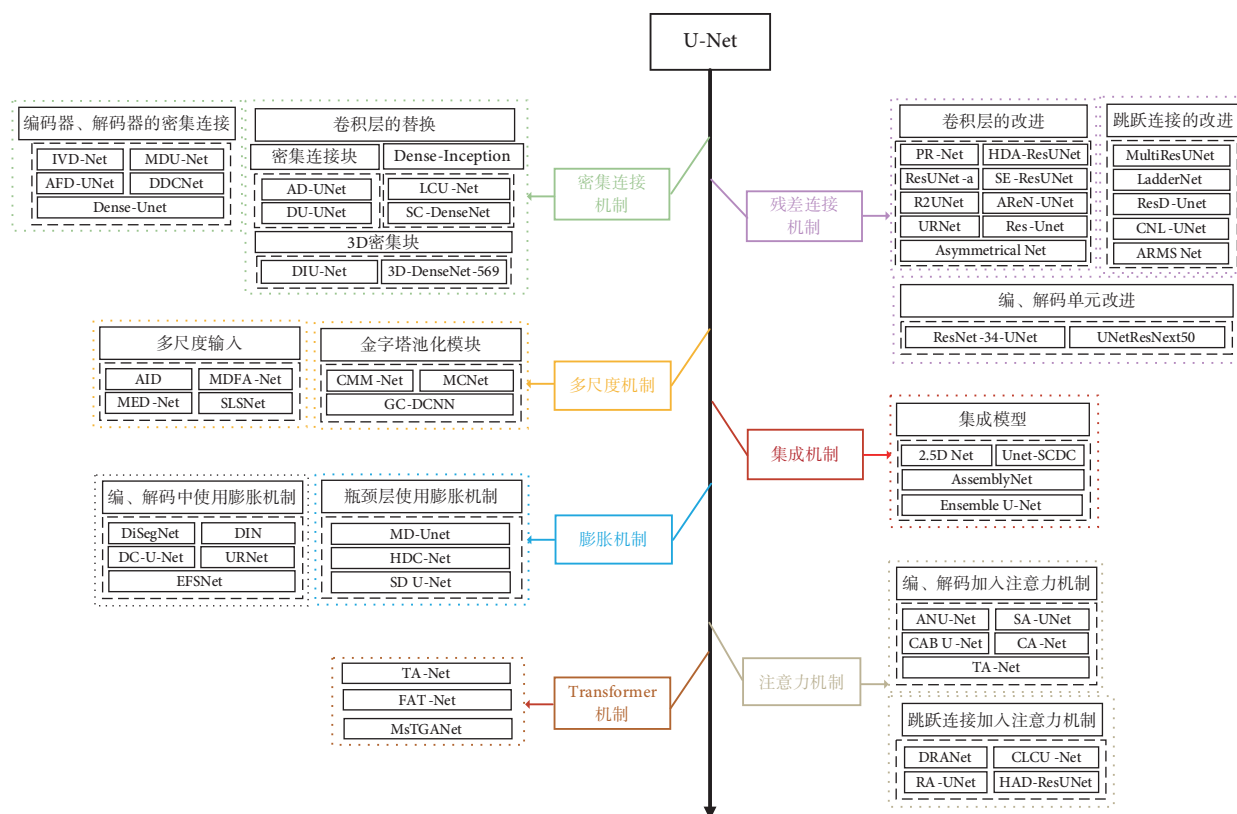 U-Net
编码器、解码器的密集连接
IVD-Net
MDU-Net
AFD-UNet
DDCNet
Dense-Unet
卷积层的替换
密集连接块
Dense-Inception
AD-UNet
DU-UNet
LCU-Net
SC-DenseNet
3D密集块
DIU-Net
3D-DenseNet-569
密集连接
机制
残差连接
机制
卷积层的改进
PR-Net
HDA-ResUNet
ResUNet-a
SE-ResUNet
R2UNet
AReN-UNet
URNet
Res-Unet
Asymmetrical Net
跳跃连接的改进
MultiResUNet
LadderNet
ResD-Unet
CNL-UNet
ARMS Net
编、解码单元改进
ResNet-34-UNet
UNetResNext50
多尺度输入
AID
MDFA-Net
MED-Net
SLSNet
金字塔池化模块
CMM-Net
MCNet
GC-DCNN
多尺度机制
集成机制
集成模型
2.5D Net
Unet-SCDC
AssemblyNet
Ensemble U-Net
编、解码中使用膨胀机制
DiSegNet
DIN
DC-U-Net
URNet
EFSNet
瓶颈层使用膨胀机制
MD-Unet
HDC-Net
SD U-Net
膨胀机制
注意力机制
编、解码加入注意力机制
ANU-Net
SA-UNet
CAB U-Net
CA-Net
TA-Net
跳跃连接加入注意力机制
DRANet
CLCU-Net
RA-UNet
HAD-ResUNet
TA-Net
FAT-Net
MsTGANet
Transformer
机制